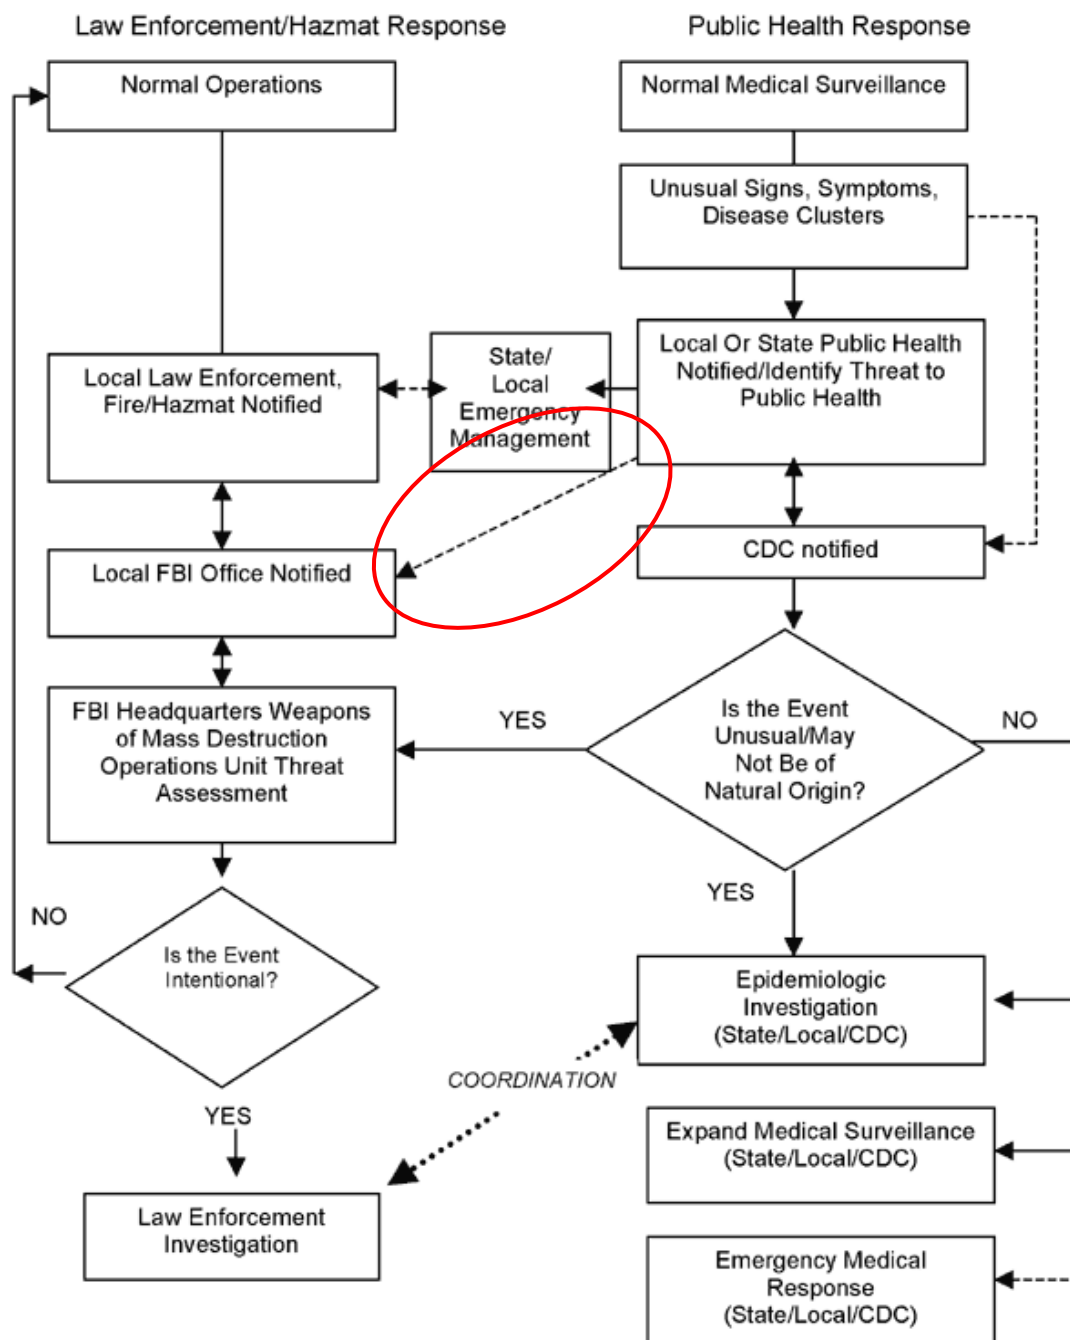 Law Enforcement/Hazmat Response
Public Health Response
Normal Operations
Normal Medical Surveillance
Unusual Signs, Symptoms,
Disease Clusters
Local Law Enforcement,
Fire/Hazmat Notified
State/
Local
Emergency
Management
Local Or State Public Health
Notified/Identify Threat to
Public Health
Local FBI Office Notified
CDC notified
FBI Headquarters Weapons
of Mass Destruction
Operations Unit Threat
Assessment
YES
Is the Event
Unusual/May
Not Be of
Natural Origin?
NO
YES
NO
Is the Event
Intentional?
Epidemiologic
Investigation
(State/Local/CDC)
COORDINATION
YES
Expand Medical Surveillance
(State/Local/CDC)
Law Enforcement
Investigation
Emergency Medical
Response
(State/Local/CDC)